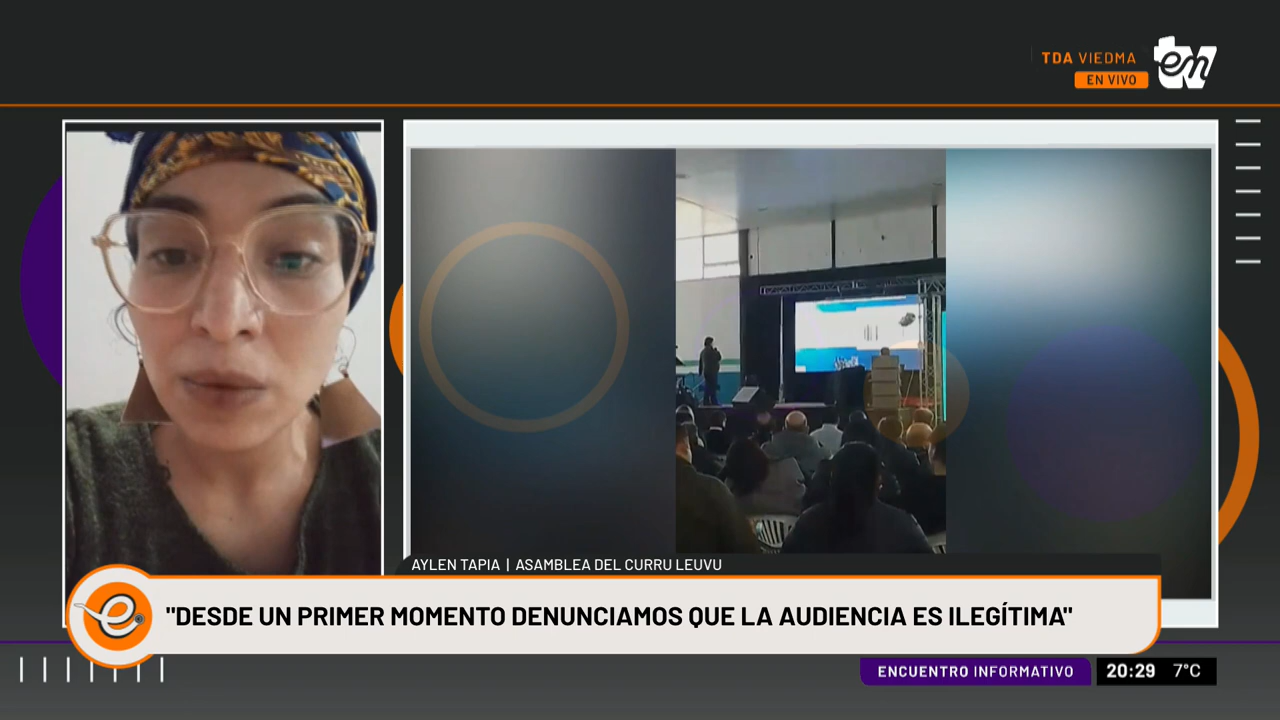 TDA VIEDMA
EN VIVO
em
AYLEN TAPIA | ASAMBLEA DEL CURRU LEUVU
"DESDE UN PRIMER MOMENTO DENUNCIAMOS QUE LA AUDIENCIA ES ILEGÍTIMA"
e
ENCUENTRO INFORMATIVO
20:29 7°C